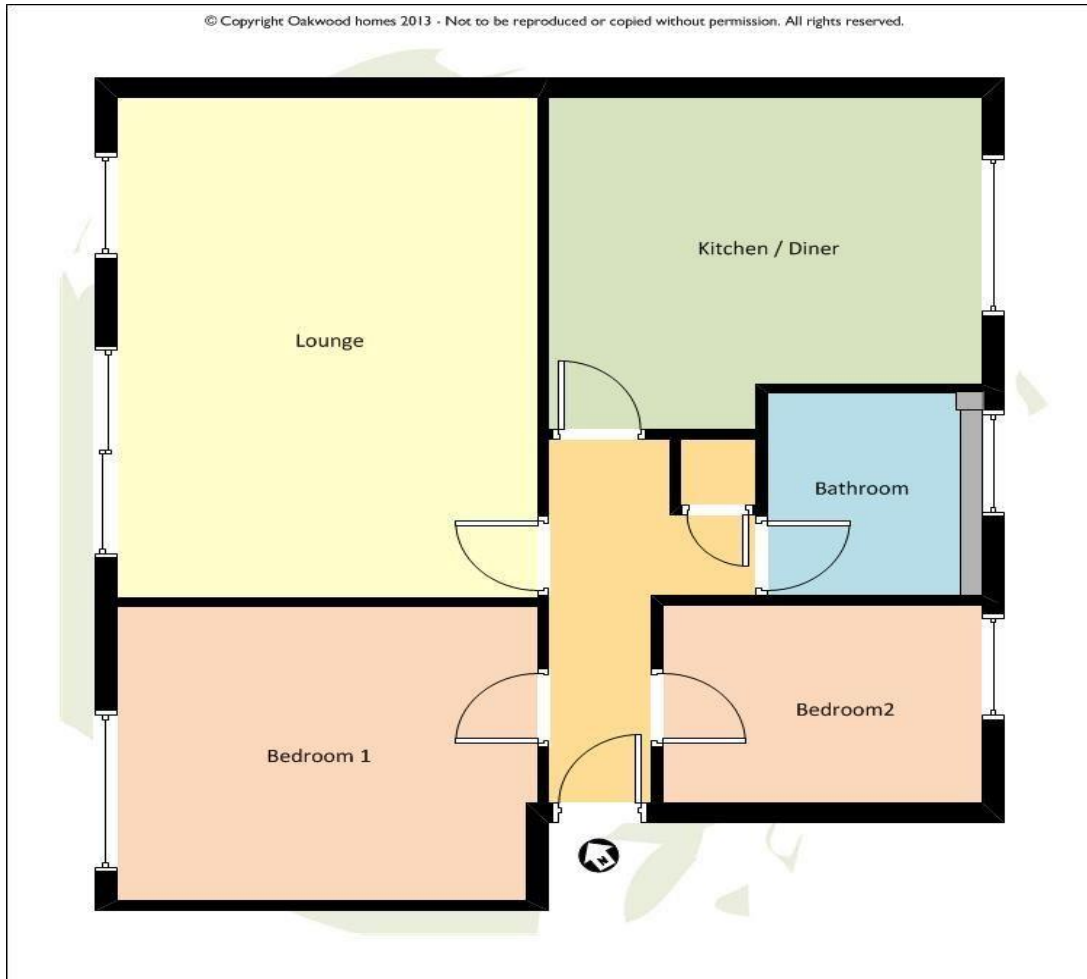 © Copyright Oakwood homes 2013 - Not to be reproduced or copied without permission. All rights reserved.
Kitchen / Diner
Lounge
Bathroom
Bedroom2
Bedroom 1
N